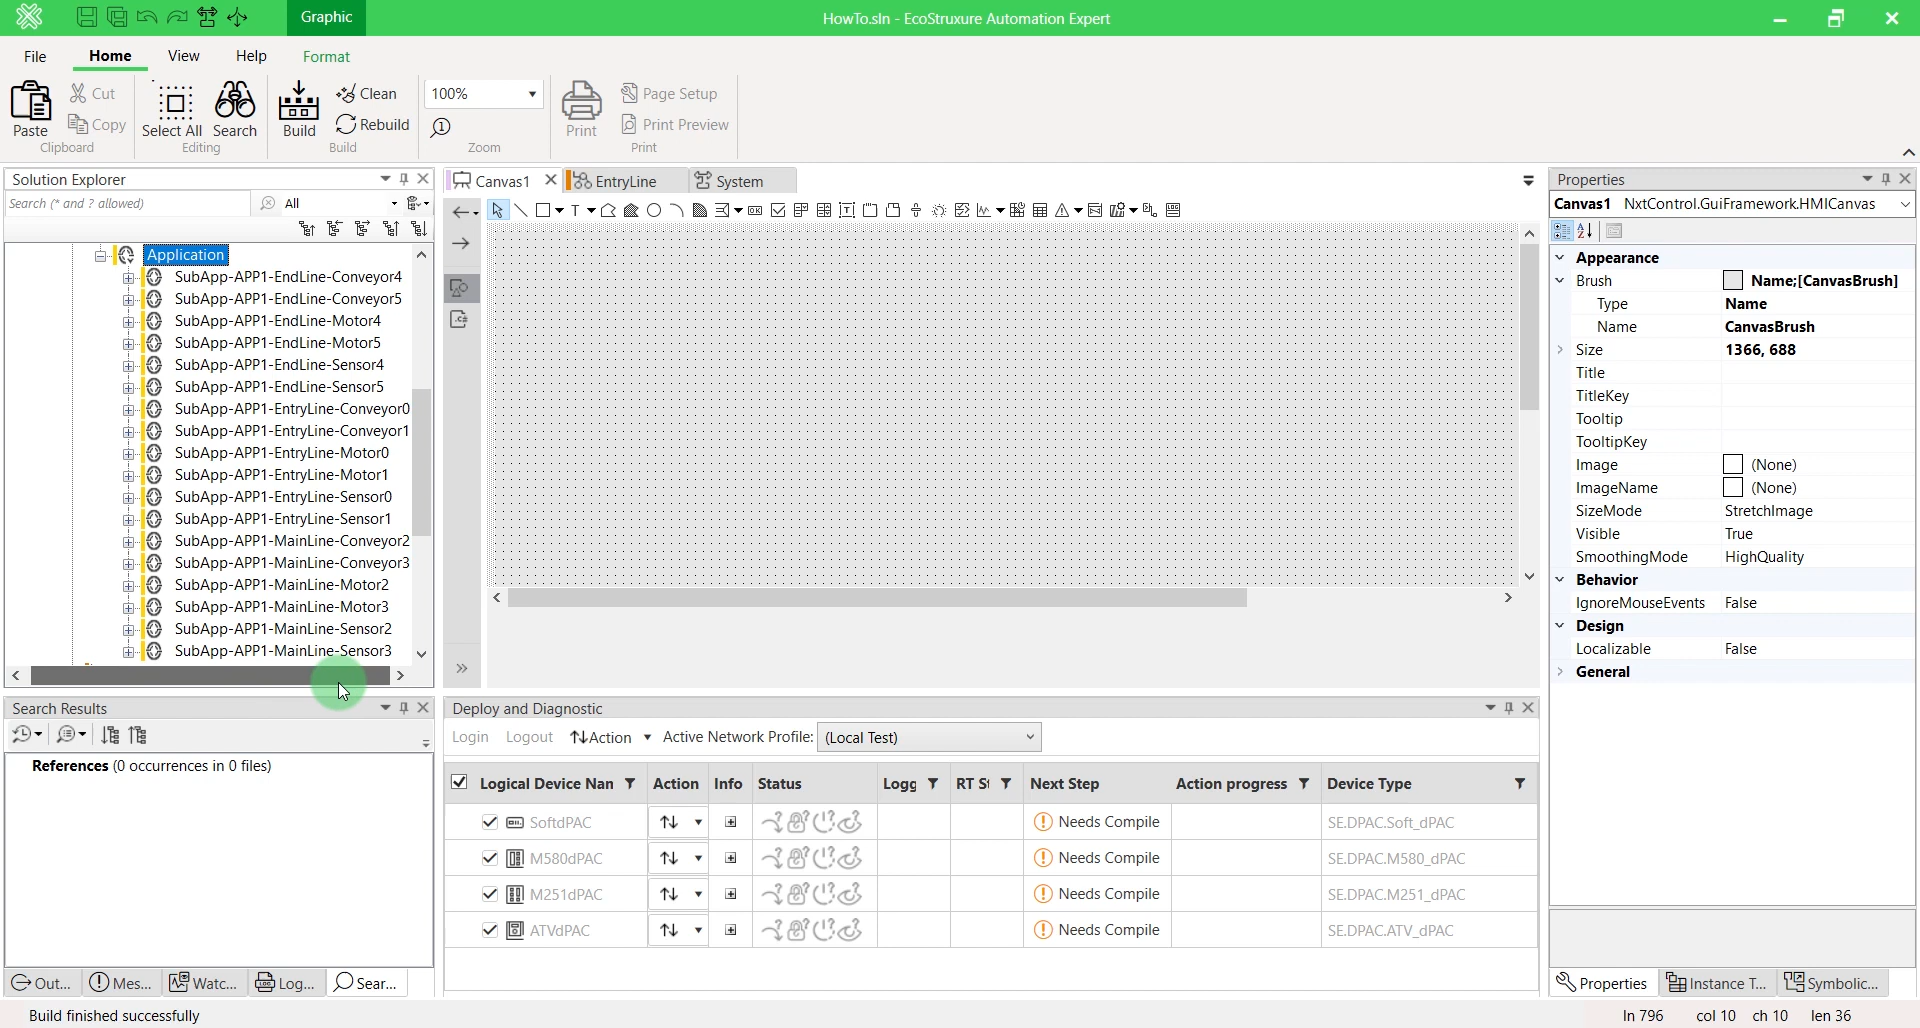 Graphic
HowTo.sln - EcoStruxure Automation Expert
File Home View Help Format
Paste
Cut
Copy
Clipboard
Select All
Search
Editing
Build
Clean
Rebuild
Build
100%
Zoom
Print
Page Setup
Print Preview
Print
Solution Explorer
Search (* and ? allowed)
All
Application
SubApp-APP1-EndLine-Conveyor4
SubApp-APP1-EndLine-Conveyor5
SubApp-APP1-EndLine-Motor4
SubApp-APP1-EndLine-Motor5
SubApp-APP1-EndLine-Sensor4
SubApp-APP1-EndLine-Sensor5
SubApp-APP1-EntryLine-Conveyor0
SubApp-APP1-EntryLine-Conveyor1
SubApp-APP1-EntryLine-Motor0
SubApp-APP1-EntryLine-Motor1
SubApp-APP1-EntryLine-Sensor0
SubApp-APP1-EntryLine-Sensor1
SubApp-APP1-MainLine-Conveyor2
SubApp-APP1-MainLine-Conveyor3
SubApp-APP1-MainLine-Motor2
SubApp-APP1-MainLine-Motor3
SubApp-APP1-MainLine-Sensor2
SubApp-APP1-MainLine-Sensor3
Search Results
References (0 occurrences in 0 files)
Out...
Mes...
Watc...
Log...
Sear...
Canvas1
EntryLine
System
Deploy and Diagnostic
Login Logout Action Active Network Profile: (Local Test)
Logical Device Nan Action Info Status Logg RT St Next Step Action progress Device Type
SoftdPAC Needs Compile SE.DPAC.Soft_dPAC
M580dPAC Needs Compile SE.DPAC.M580_dPAC
M251dPAC Needs Compile SE.DPAC.M251_dPAC
ATVdPAC Needs Compile SE.DPAC.ATV_dPAC
Properties
Canvas1 NxtControl.GuiFramework.HMICanvas
Appearance
Brush Name;[CanvasBrush]
Type Name
Name CanvasBrush
Size 1366, 688
Title
TitleKey
Tooltip
TooltipKey
Image (None)
ImageName (None)
SizeMode StretchImage
Visible True
SmoothingMode HighQuality
Behavior
IgnoreMouseEvents False
Design
Localizable False
General
Properties
Instance T...
Symbolic...
Build finished successfully
ln 796 col 10 ch 10 len 36